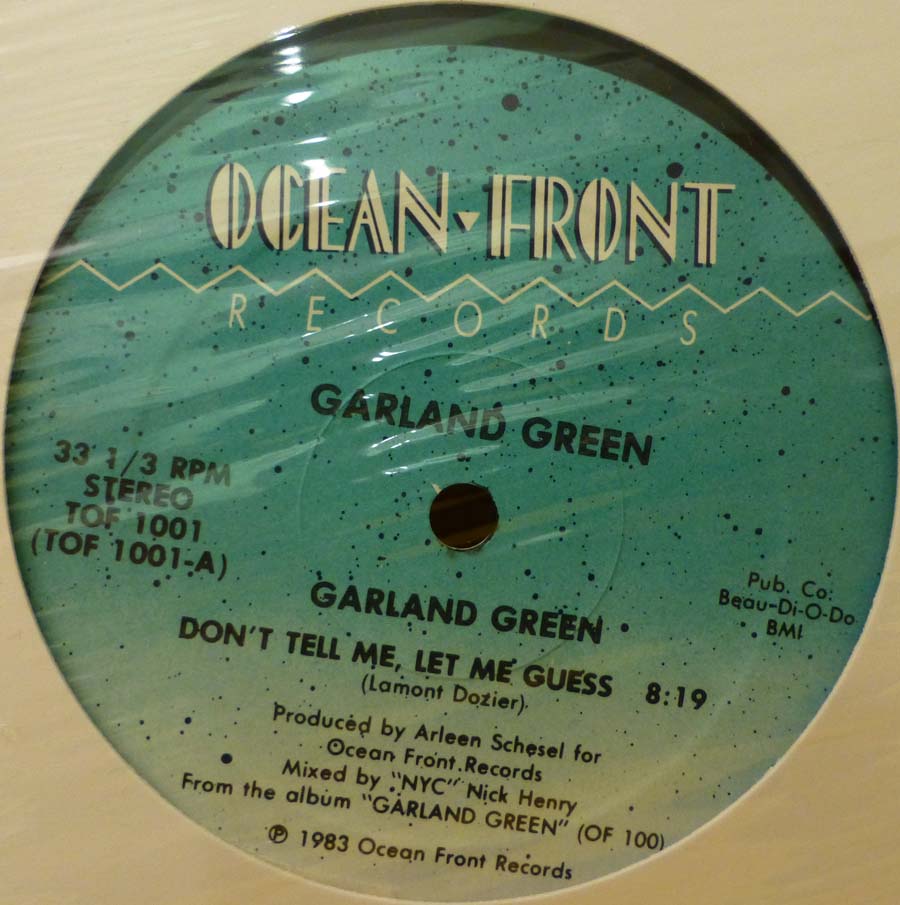 OCEAN FRONT
RECORDS
GARLAND GREEN
33 1/3 RPM
STEREO
TOF 1001
(TOF 1001-A)
Pub. Co:
Beau-Di-O-Do
BMI
GARLAND GREEN
DON'T TELL ME, LET ME GUESS 8:19
(Lamont Dozier)
Produced by Arleen Schesel for
Ocean Front Records
Mixed by "NYC" Nick Henry
From the album "GARLAND GREEN" (OF 100)
℗ 1983 Ocean Front Records